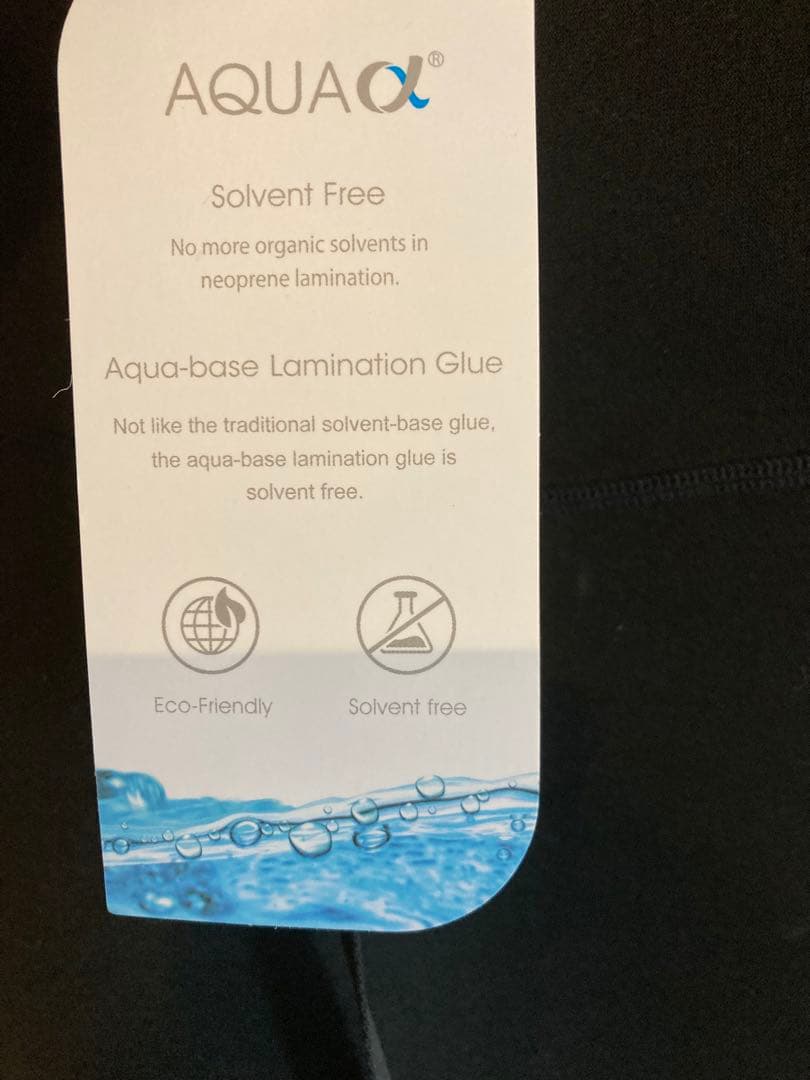 AQUA α®
Solvent Free
No more organic solvents in
neoprene lamination.
Aqua-base Lamination Glue
Not like the traditional solvent-base glue,
the aqua-base lamination glue is
solvent free.
Eco-Friendly Solvent free